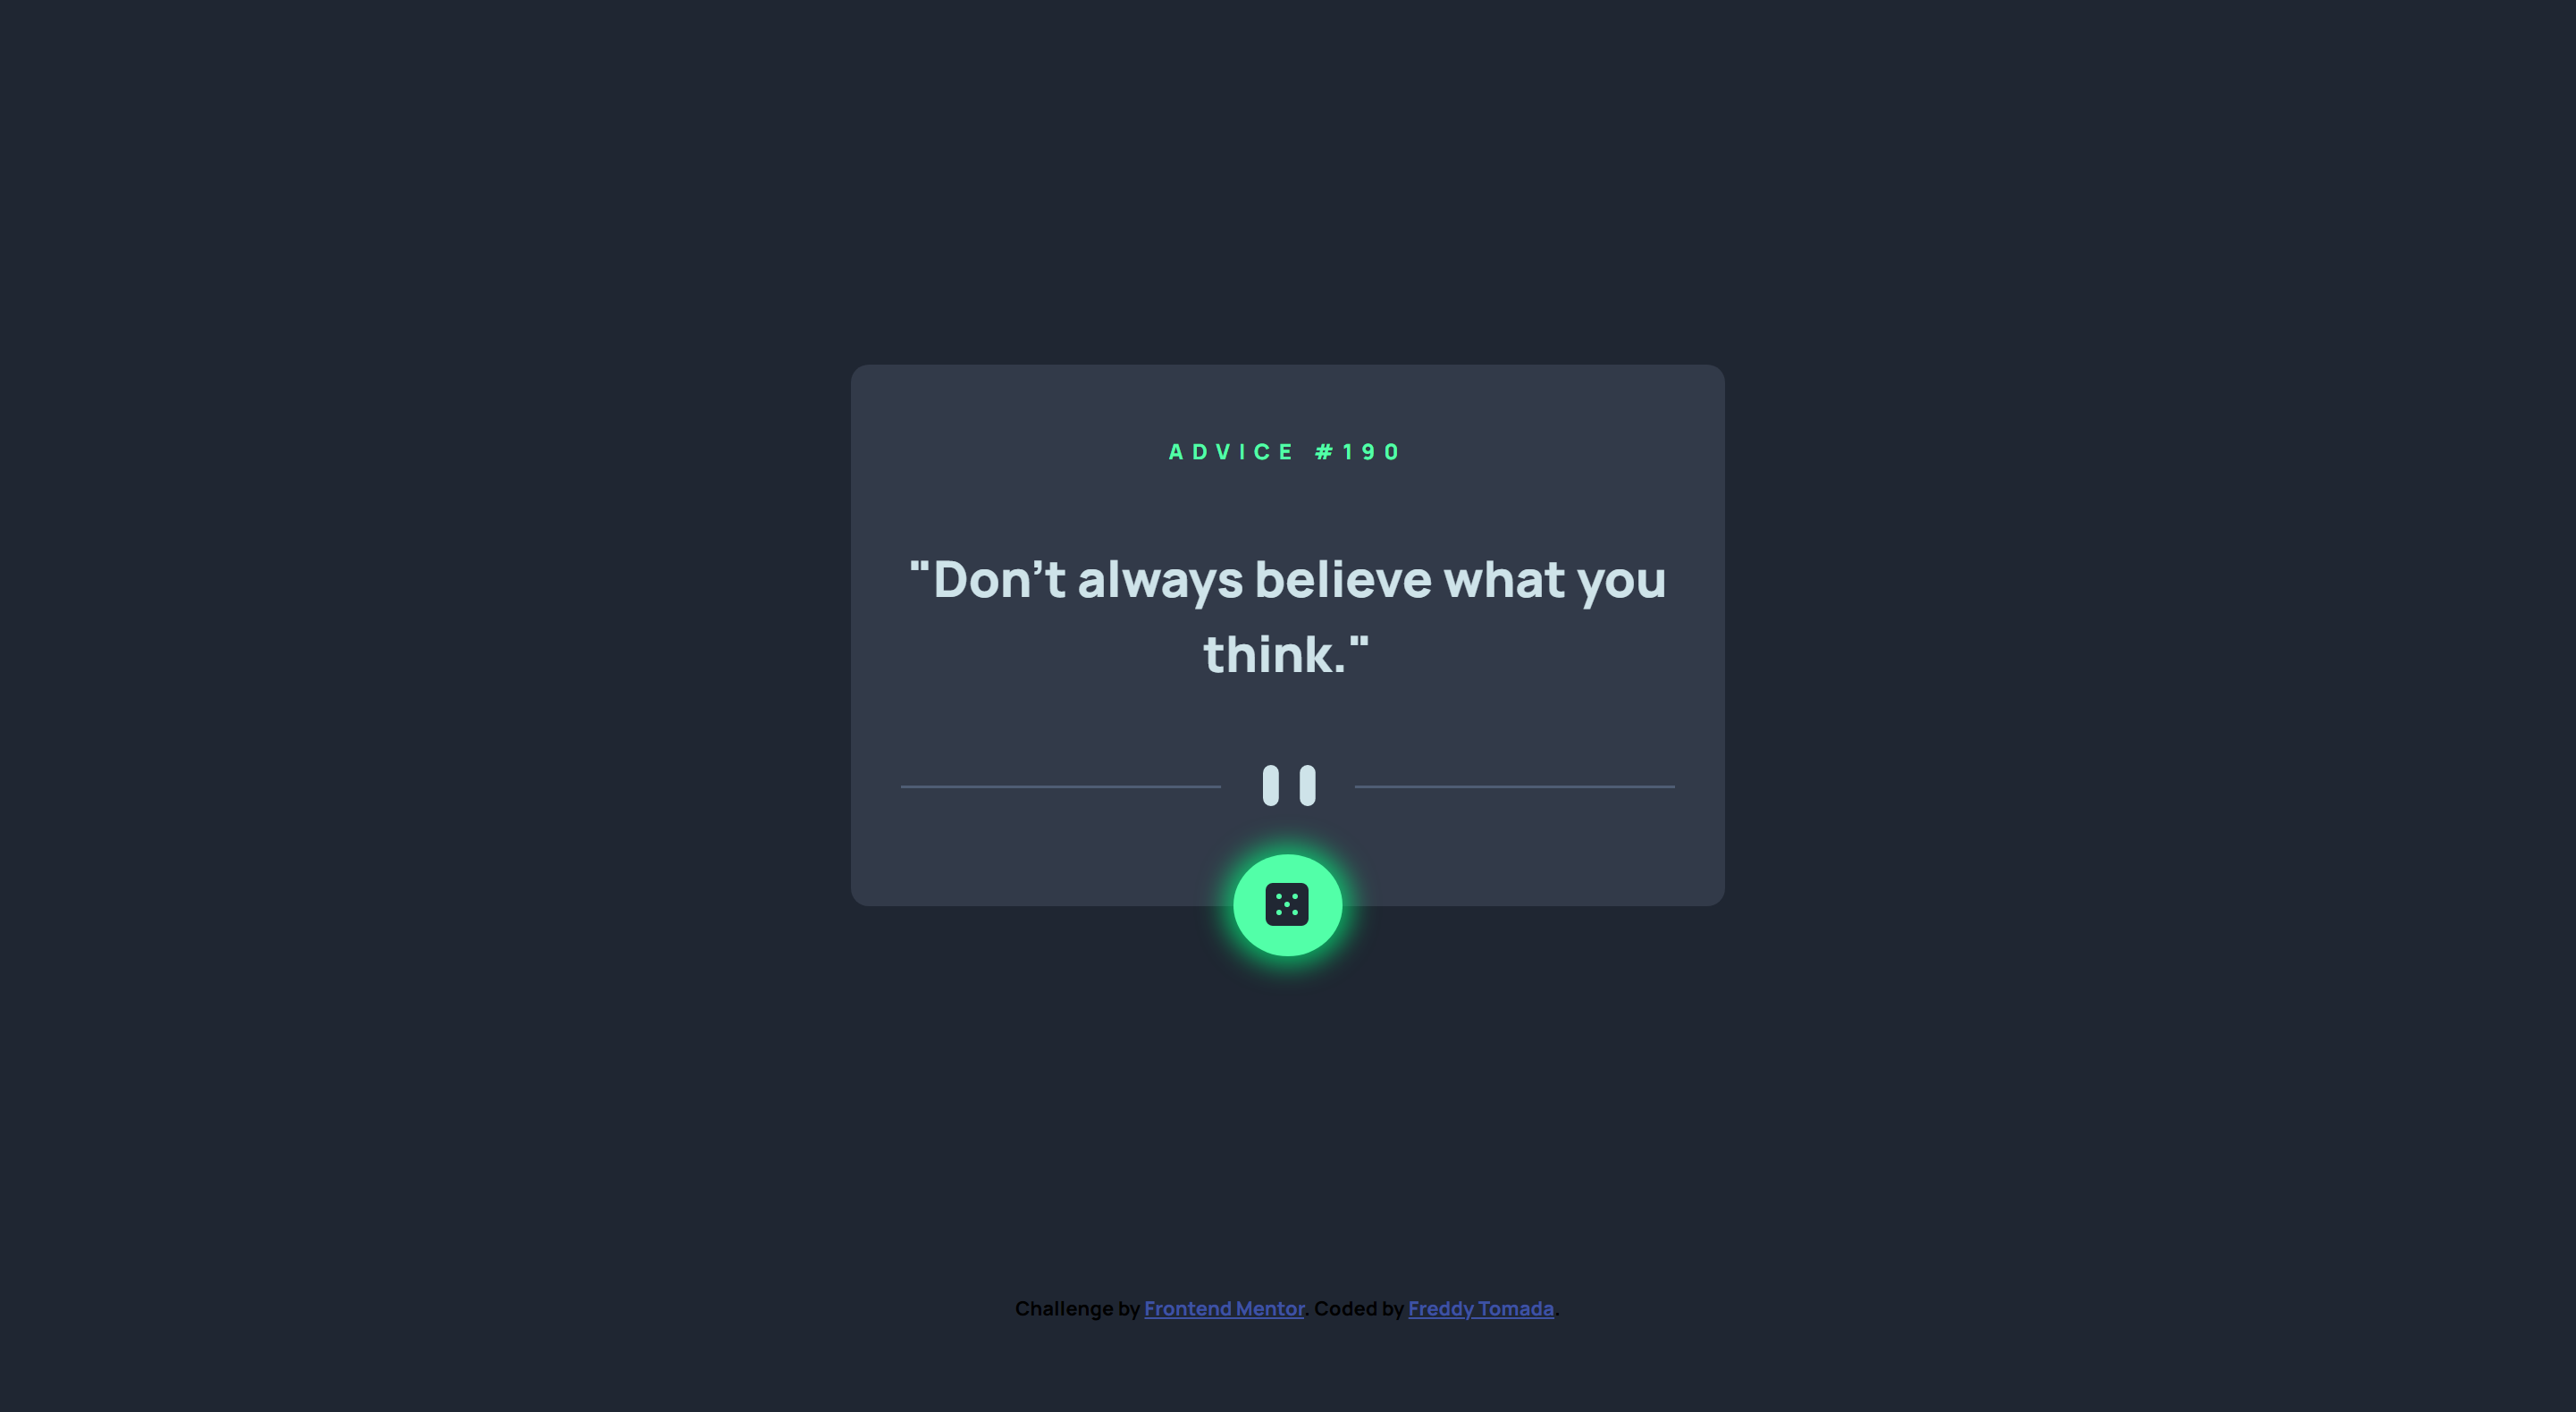 ADVICE #190
"Don’t always believe what you
think."
Challenge by Frontend Mentor. Coded by Freddy Tomada.